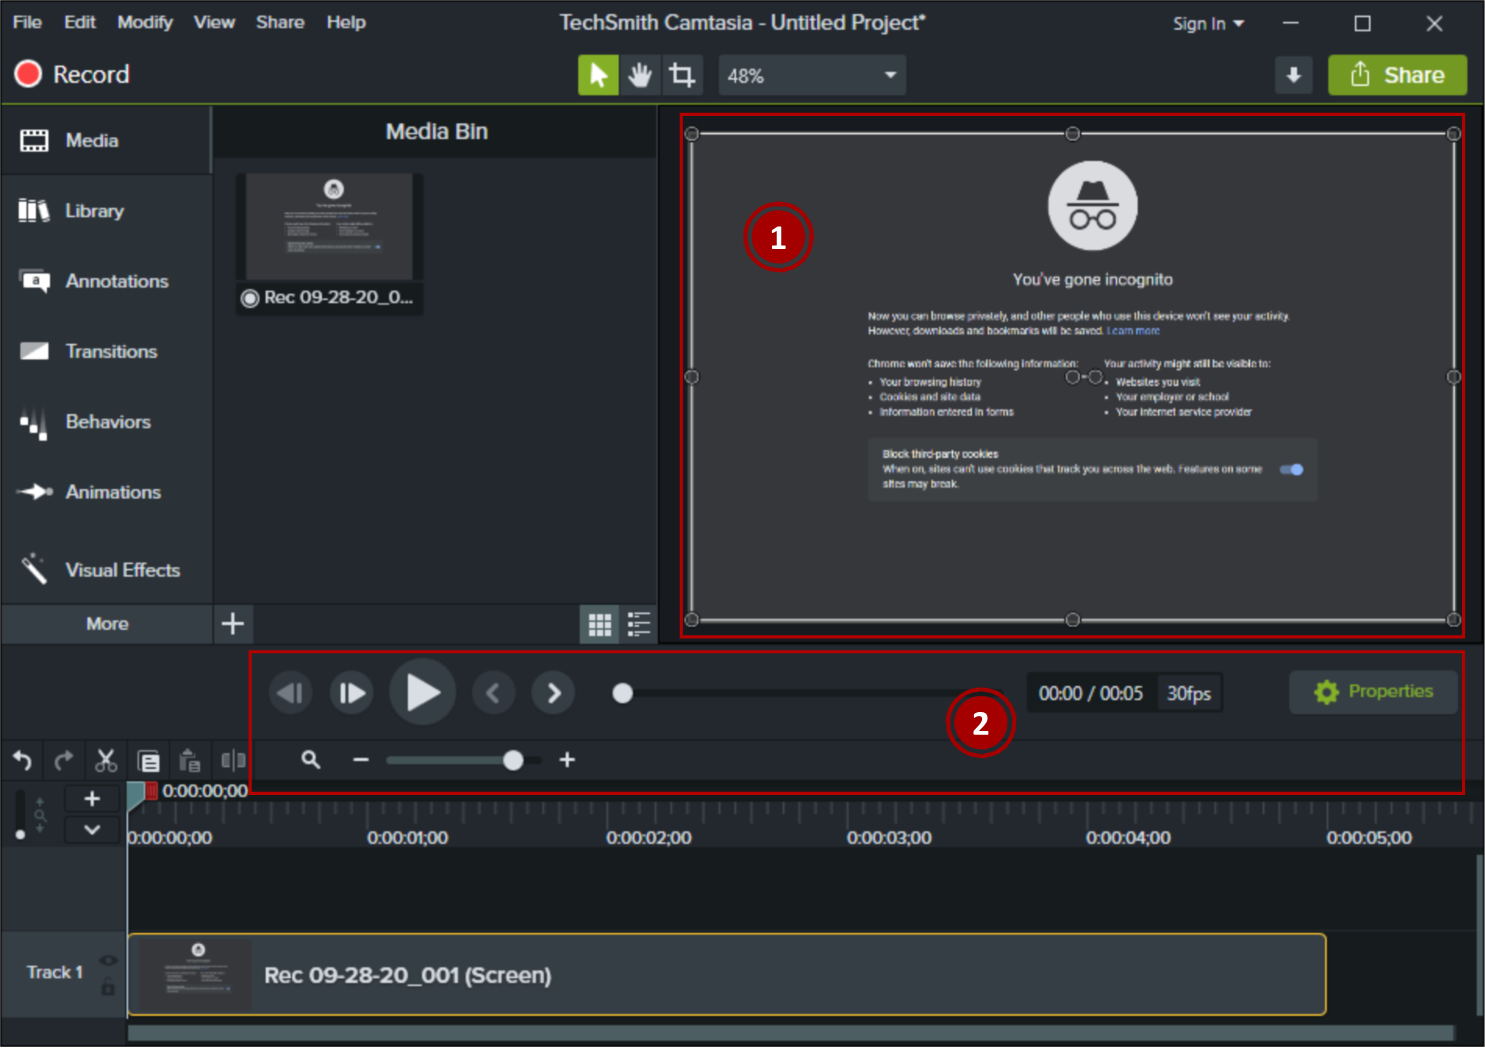 File Edit Modify View Share Help TechSmith Camtasia - Untitled Project* Sign In
Record 48% Share
Media
Library
Annotations
Transitions
Behaviors
Animations
Visual Effects
More
Media Bin
Rec 09-28-20_0...
1
You've gone incognito
Now you can browse privately, and other people who use this device won't see your activity.
However, downloads and bookmarks will be saved. Learn more
Chrome won't save the following information:
• Your browsing history
• Cookies and site data
• Information entered in forms
Your activity might still be visible to:
• Websites you visit
• Your employer or school
• Your internet service provider
Block third-party cookies
When on, sites can't use cookies that track you across the web. Features on some
sites may break.
00:00 / 00:05 30fps Properties
2
0:00:00;00
0:00:00;00 0:00:01;00 0:00:02;00 0:00:03;00 0:00:04;00 0:00:05;00
Track 1 Rec 09-28-20_001 (Screen)